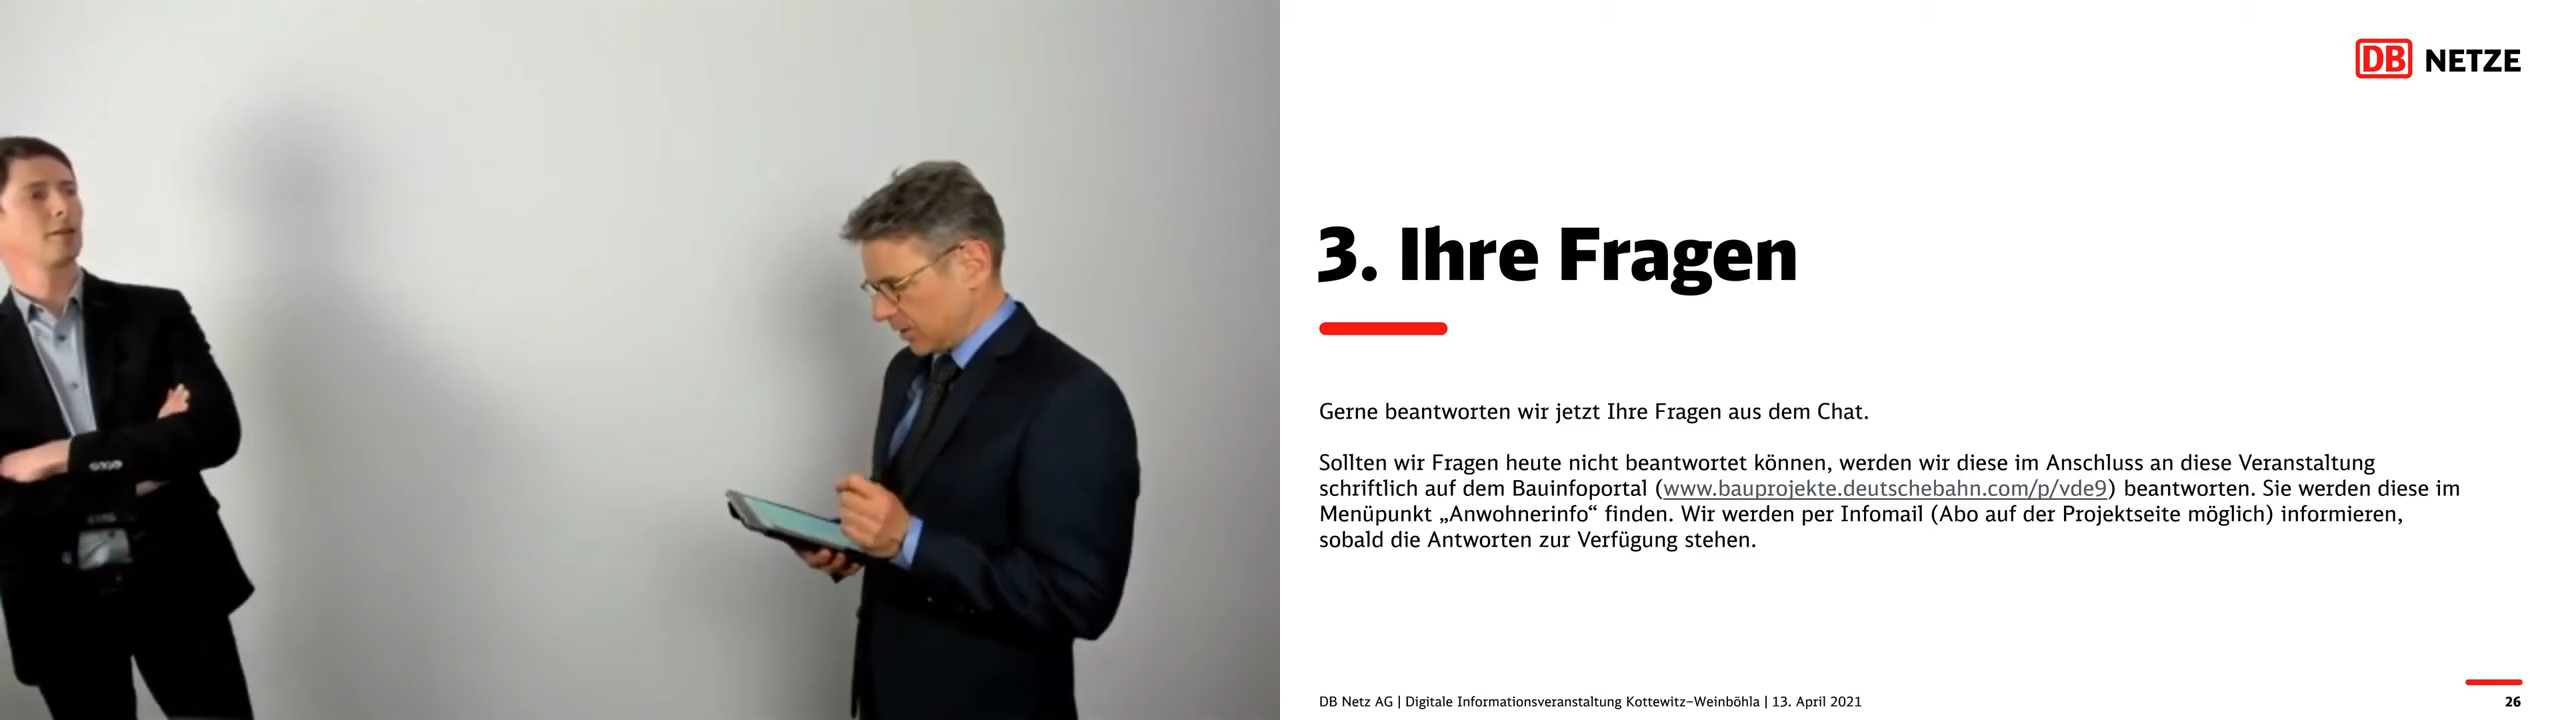 DB NETZE
3. Ihre Fragen
Gerne beantworten wir jetzt Ihre Fragen aus dem Chat.
Sollten wir Fragen heute nicht beantwortet können, werden wir diese im Anschluss an diese Veranstaltung
schriftlich auf dem Bauinfoportal (www.bauprojekte.deutschebahn.com/p/vde9) beantworten. Sie werden diese im
Menüpunkt „Anwohnerinfo“ finden. Wir werden per Infomail (Abo auf der Projektseite möglich) informieren,
sobald die Antworten zur Verfügung stehen.
DB Netz AG | Digitale Informationsveranstaltung Kottewitz–Weinböhla | 13. April 2021
26